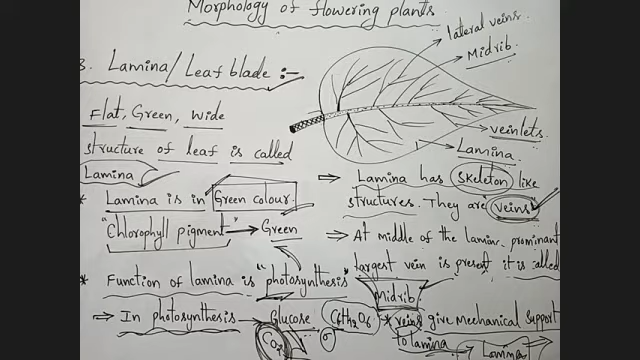 Morphology of flowering plants
3. Lamina/Leaf blade :-
Flat, Green, Wide
structure of leaf is called
Lamina
* Lamina is in Green colour
"Chlorophyll pigment" → Green
* Function of lamina is "photosynthesis"
⇒ In photosynthesis → Glucose C6H12O6
CO2
lateral veins
Midrib
veinlets
Lamina
⇒ Lamina has skeleton like
structures. They are "veins"
⇒ At middle of the lamina, prominant
largest vein is present it is called
Midrib
* veins give Mechanical support
to lamina → Lamina